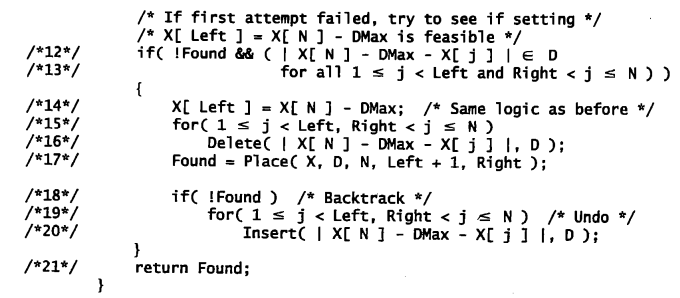 /* If first attempt failed, try to see if setting */
/* X[ Left ] = X[ N ] - DMax is feasible */
/*12*/ if( !Found && ( | X[ N ] - DMax - X[ j ] | ∈ D
/*13*/ for all 1 ≤ j < Left and Right < j ≤ N ) )
{
/*14*/ X[ Left ] = X[ N ] - DMax; /* Same logic as before */
/*15*/ for( 1 ≤ j < Left, Right < j ≤ N )
/*16*/ Delete( | X[ N ] - DMax - X[ j ] |, D );
/*17*/ Found = Place( X, D, N, Left + 1, Right );
/*18*/ if( !Found ) /* Backtrack */
/*19*/ for( 1 ≤ j < Left, Right < j ≤ N ) /* Undo */
/*20*/ Insert( | X[ N ] - DMax - X[ j ] |, D );
}
/*21*/ return Found;
}